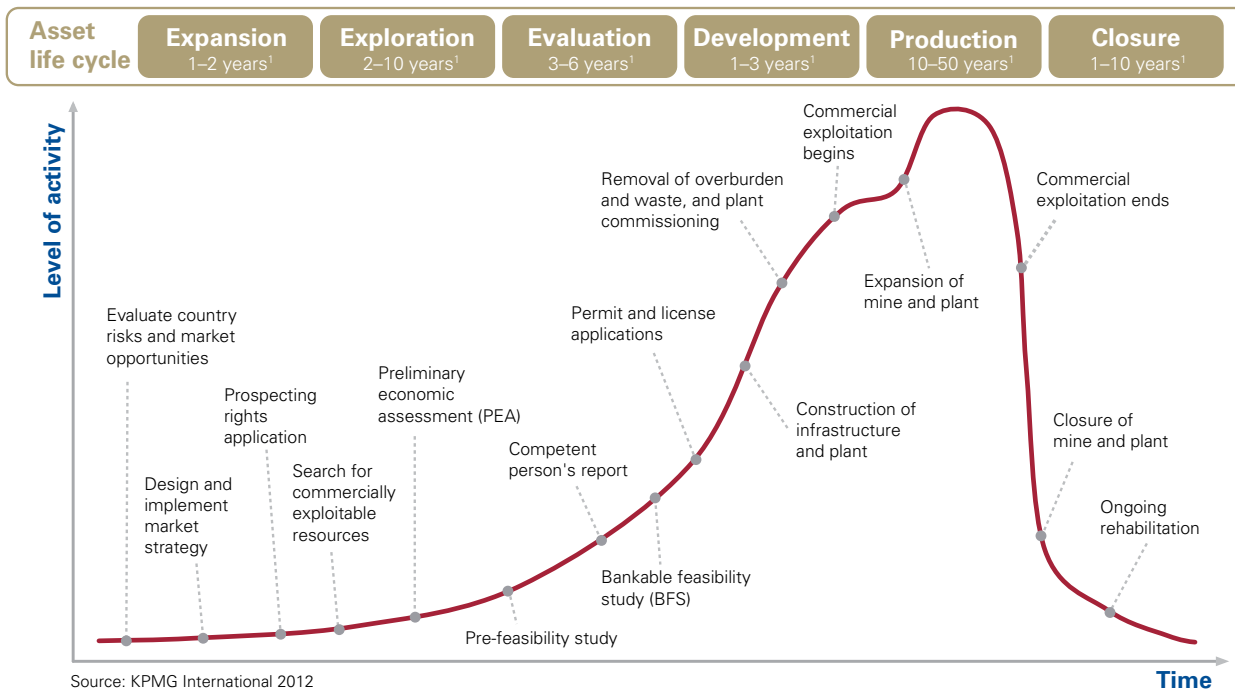 Asset
life cycle
Expansion
1–2 years¹
Exploration
2–10 years¹
Evaluation
3–6 years¹
Development
1–3 years¹
Production
10–50 years¹
Closure
1–10 years¹
Level of activity
Evaluate country
risks and market
opportunities
Design and
implement
market
strategy
Prospecting
rights
application
Search for
commercially
exploitable
resources
Preliminary
economic
assessment (PEA)
Pre-feasibility study
Competent
person's report
Bankable feasibility
study (BFS)
Permit and license
applications
Construction of
infrastructure
and plant
Removal of overburden
and waste, and plant
commissioning
Commercial
exploitation
begins
Expansion of
mine and plant
Commercial
exploitation ends
Closure of
mine and plant
Ongoing
rehabilitation
Time
Source: KPMG International 2012